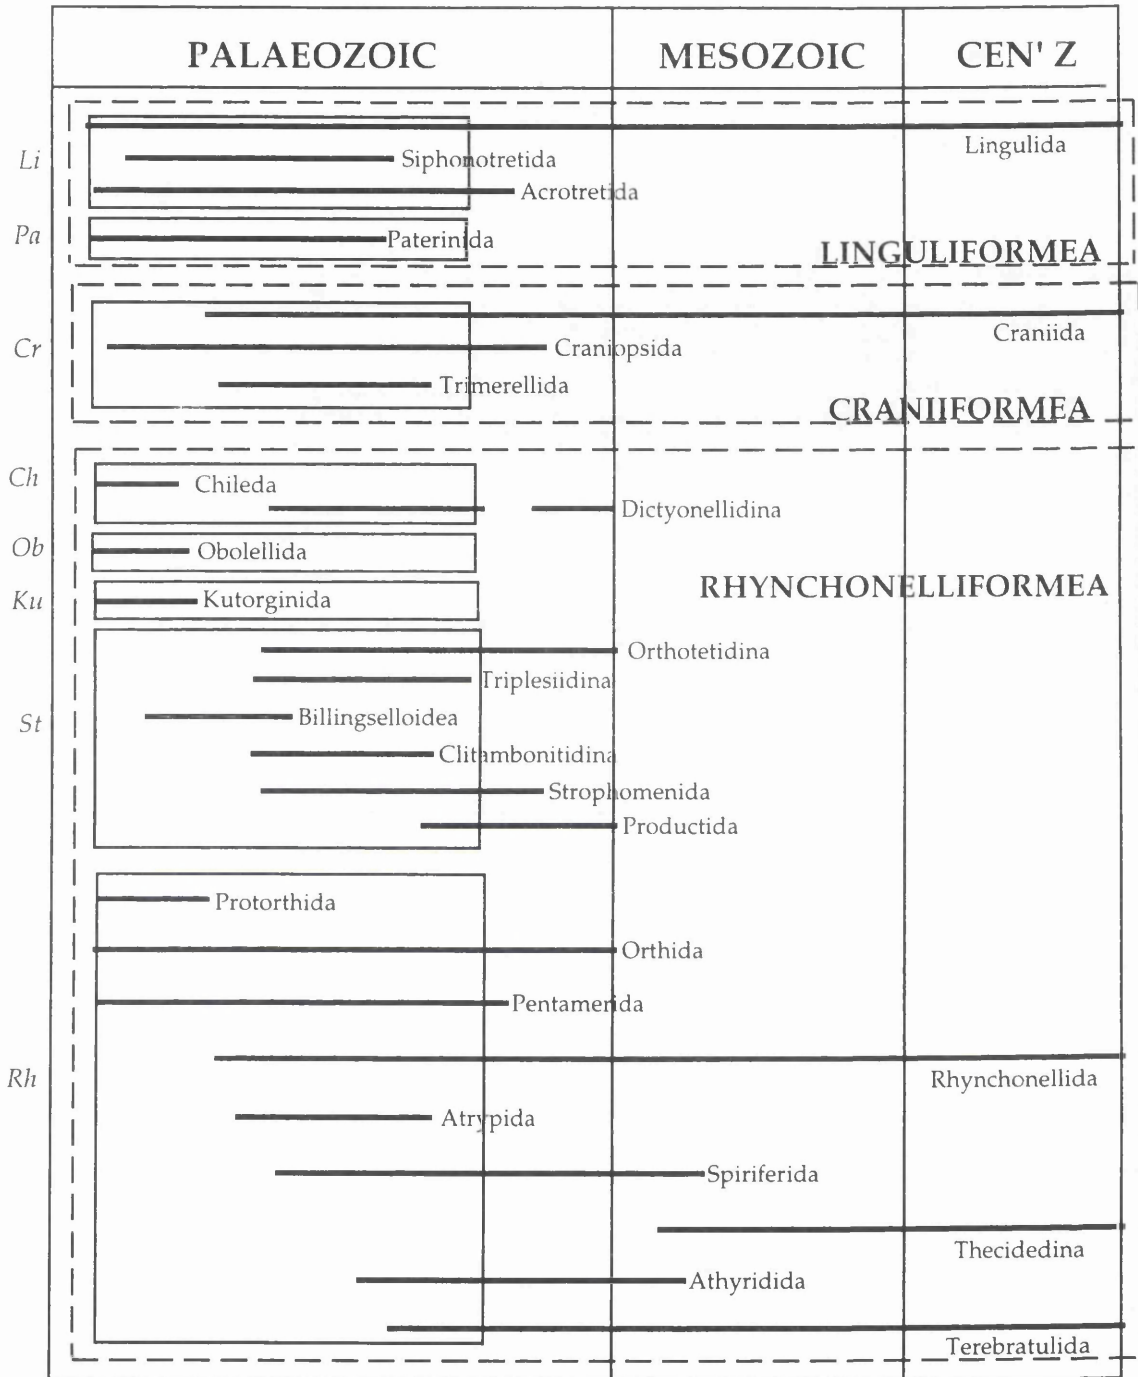 PALAEOZOIC MESOZOIC CEN' Z
Lingulida
Li
Siphonotretida
Acrotretida
Pa
Paterinida
LINGULIFORMEA
Craniida
Cr
Craniopsida
Trimerellida
CRANIIFORMEA
Ch
Chileda
Dictyonellidina
Ob
Obolellida
RHYNCHONELLIFORMEA
Ku
Kutorginida
Orthotetidina
Triplesiidina
St
Billingselloidea
Clitambonitidina
Strophomenida
Productida
Protorthida
Orthida
Pentamerida
Rh
Rhynchonellida
Atrypida
Spiriferida
Thecidedina
Athyridida
Terebratulida